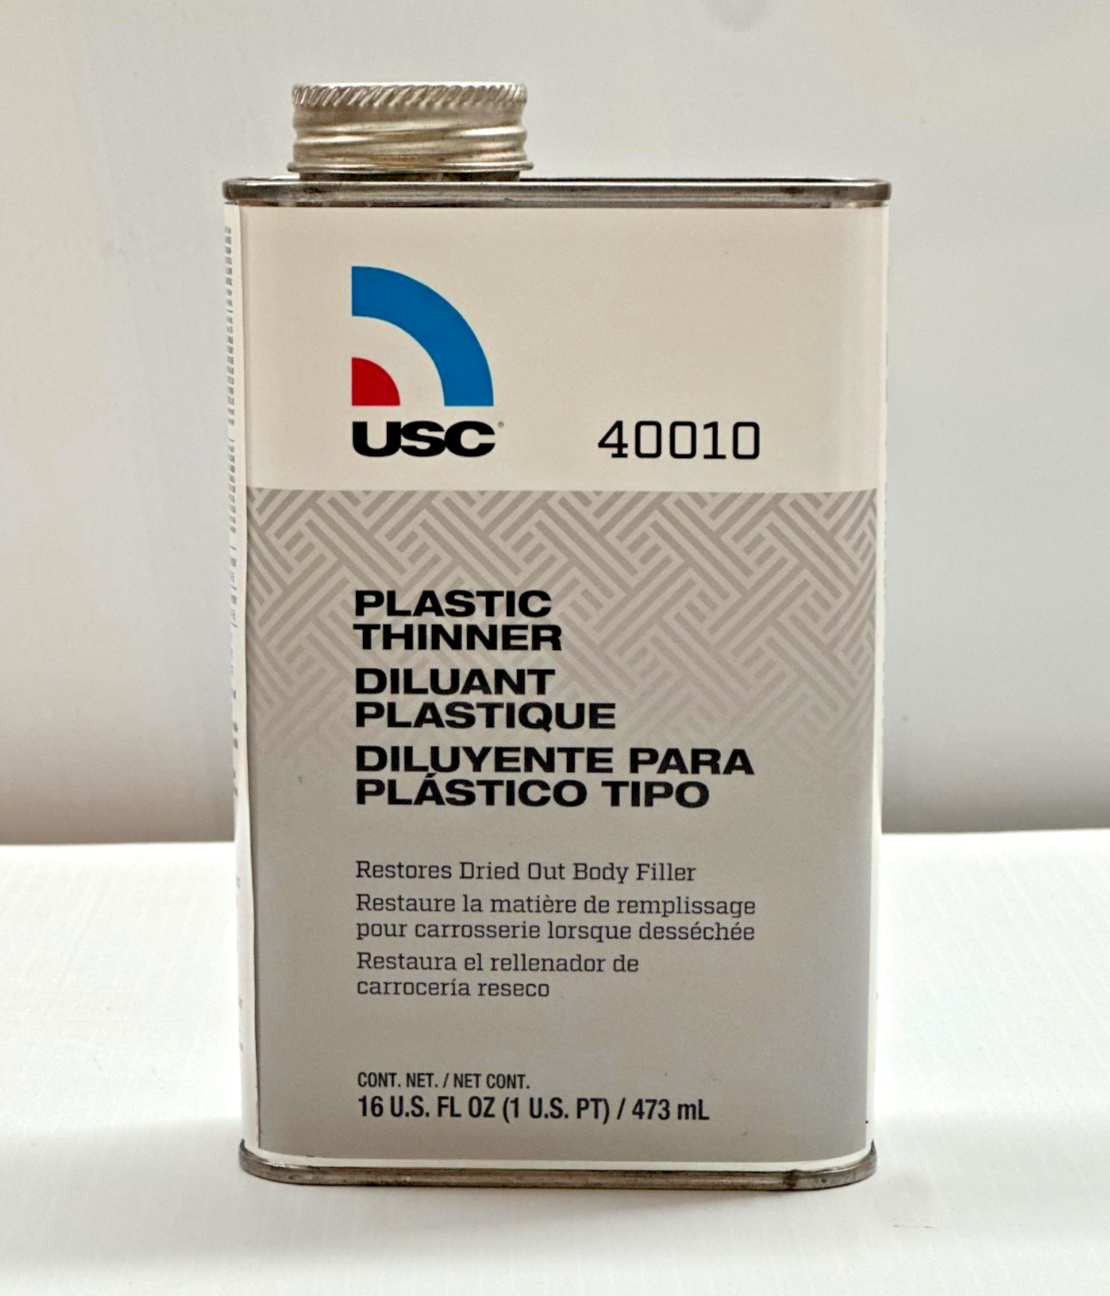 USC®
40010
PLASTIC
THINNER
DILUANT
PLASTIQUE
DILUYENTE PARA
PLÁSTICO TIPO
Restores Dried Out Body Filler
Restaure la matière de remplissage
pour carrosserie lorsque desséchée
Restaura el rellenador de
carrocería reseco
CONT. NET. / NET CONT.
16 U.S. FL OZ (1 U.S. PT) / 473 mL